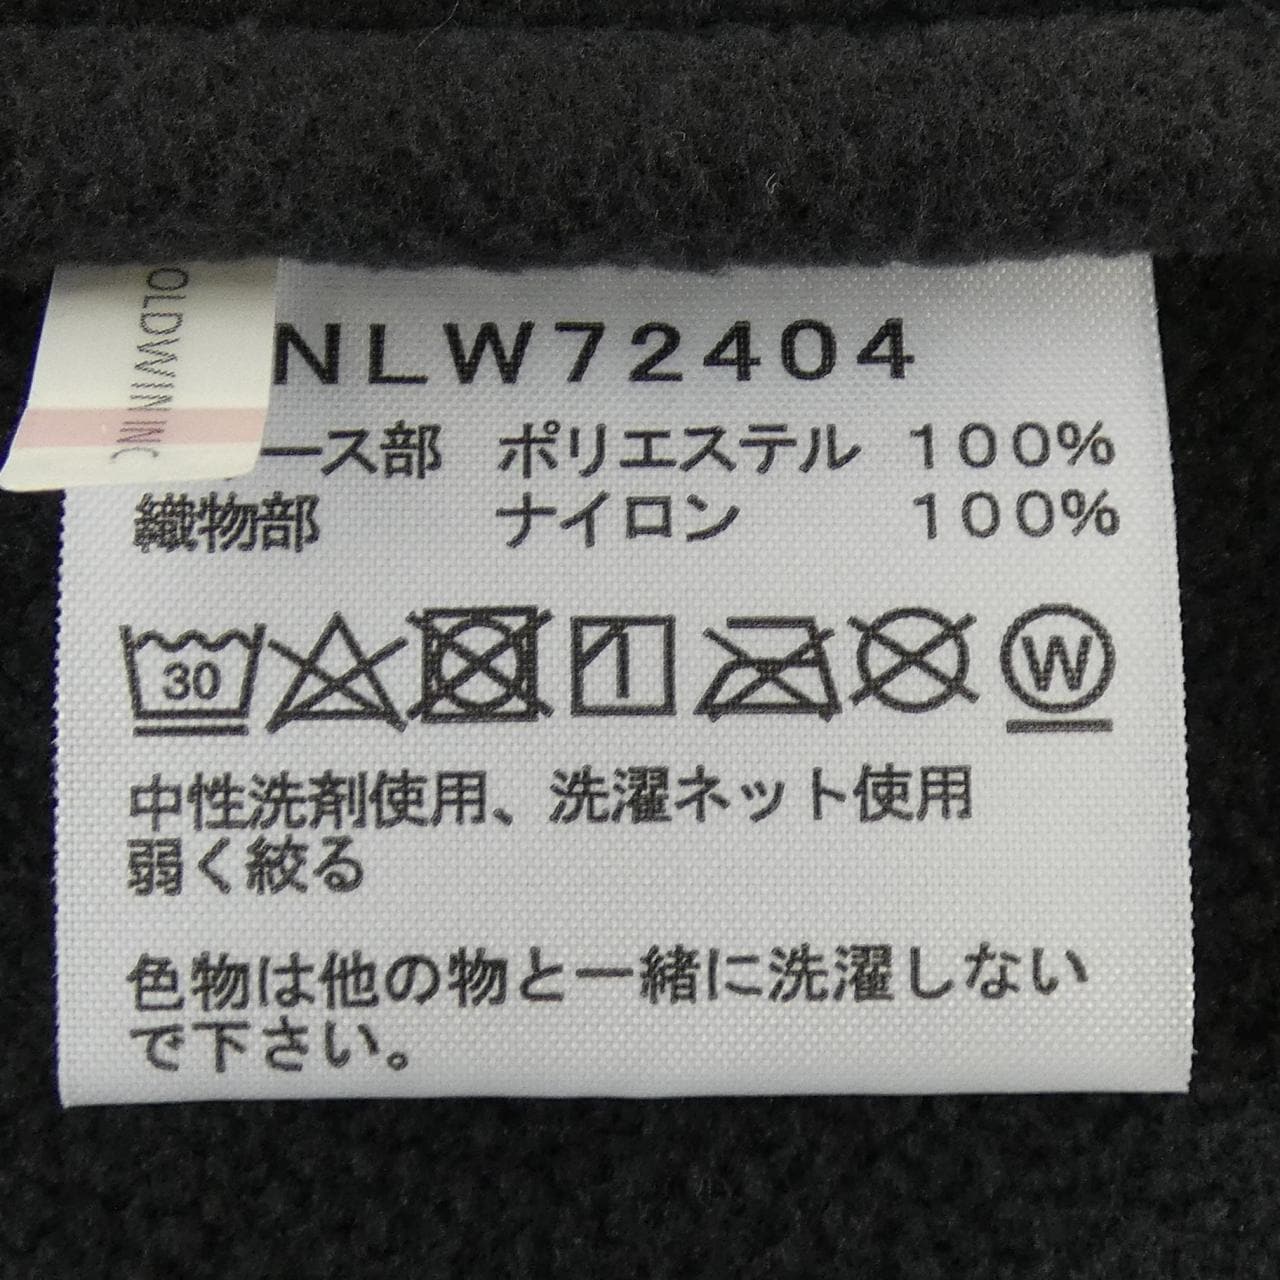 OLDWIN INC
NLW72404
ース部 ポリエステル 100%
織物部 ナイロン 100%
30
W
中性洗剤使用、洗濯ネット使用
弱く絞る
色物は他の物と一緒に洗濯しない
で下さい。